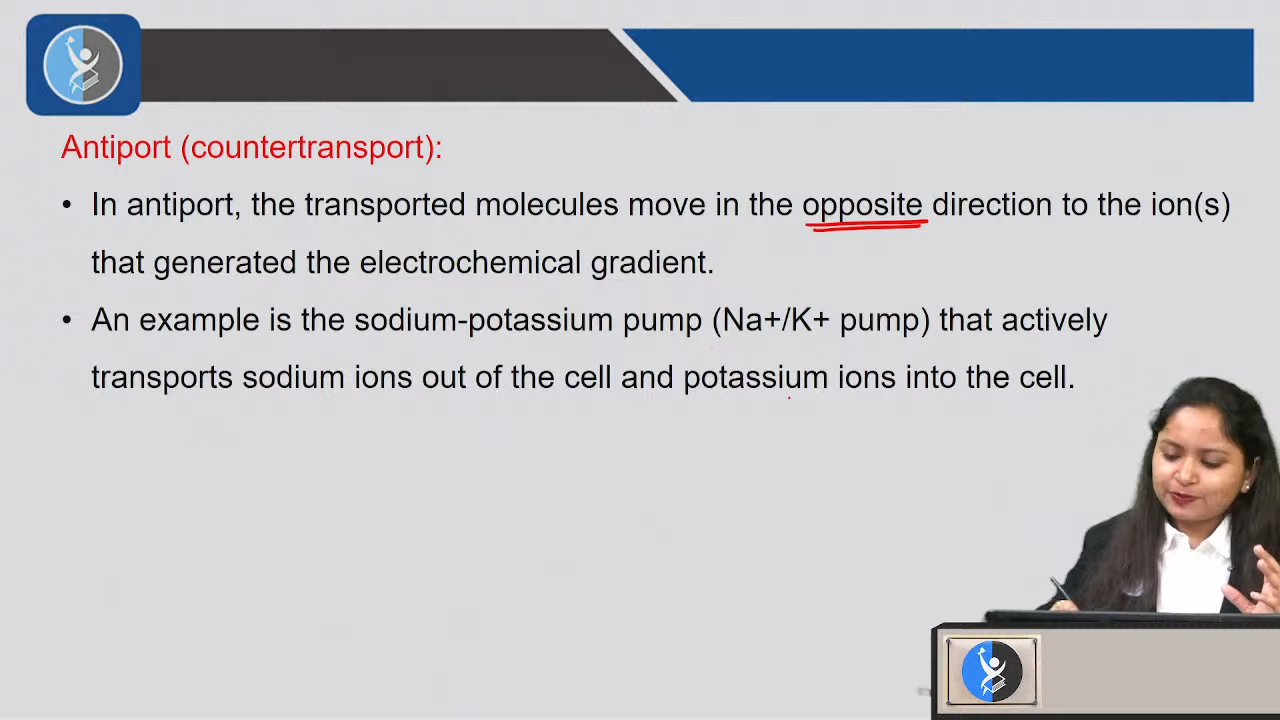 Antiport (countertransport):
• In antiport, the transported molecules move in the opposite direction to the ion(s)
that generated the electrochemical gradient.
• An example is the sodium-potassium pump (Na+/K+ pump) that actively
transports sodium ions out of the cell and potassium ions into the cell.